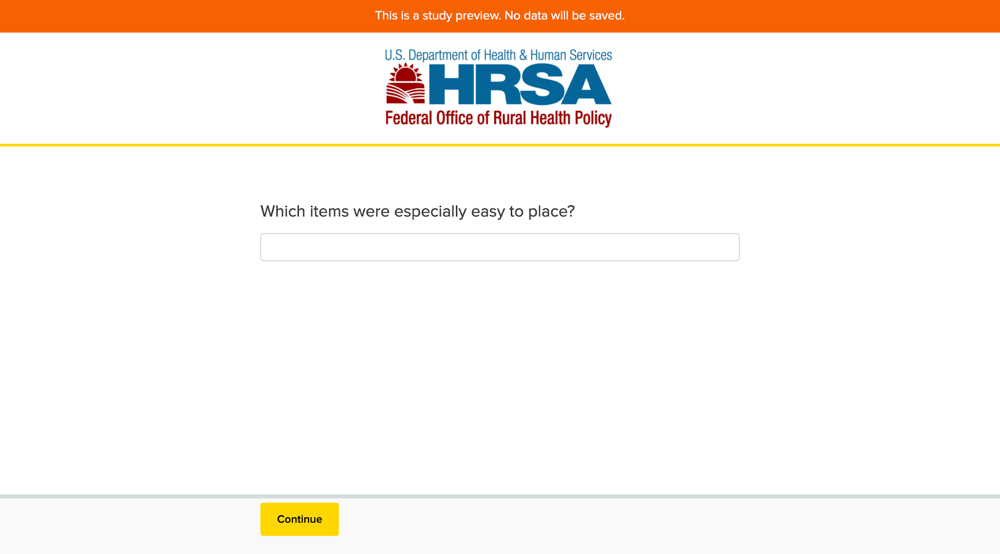 This is a study preview. No data will be saved.
U.S. Department of Health & Human Services
HRSA
Federal Office of Rural Health Policy
Which items were especially easy to place?
Continue